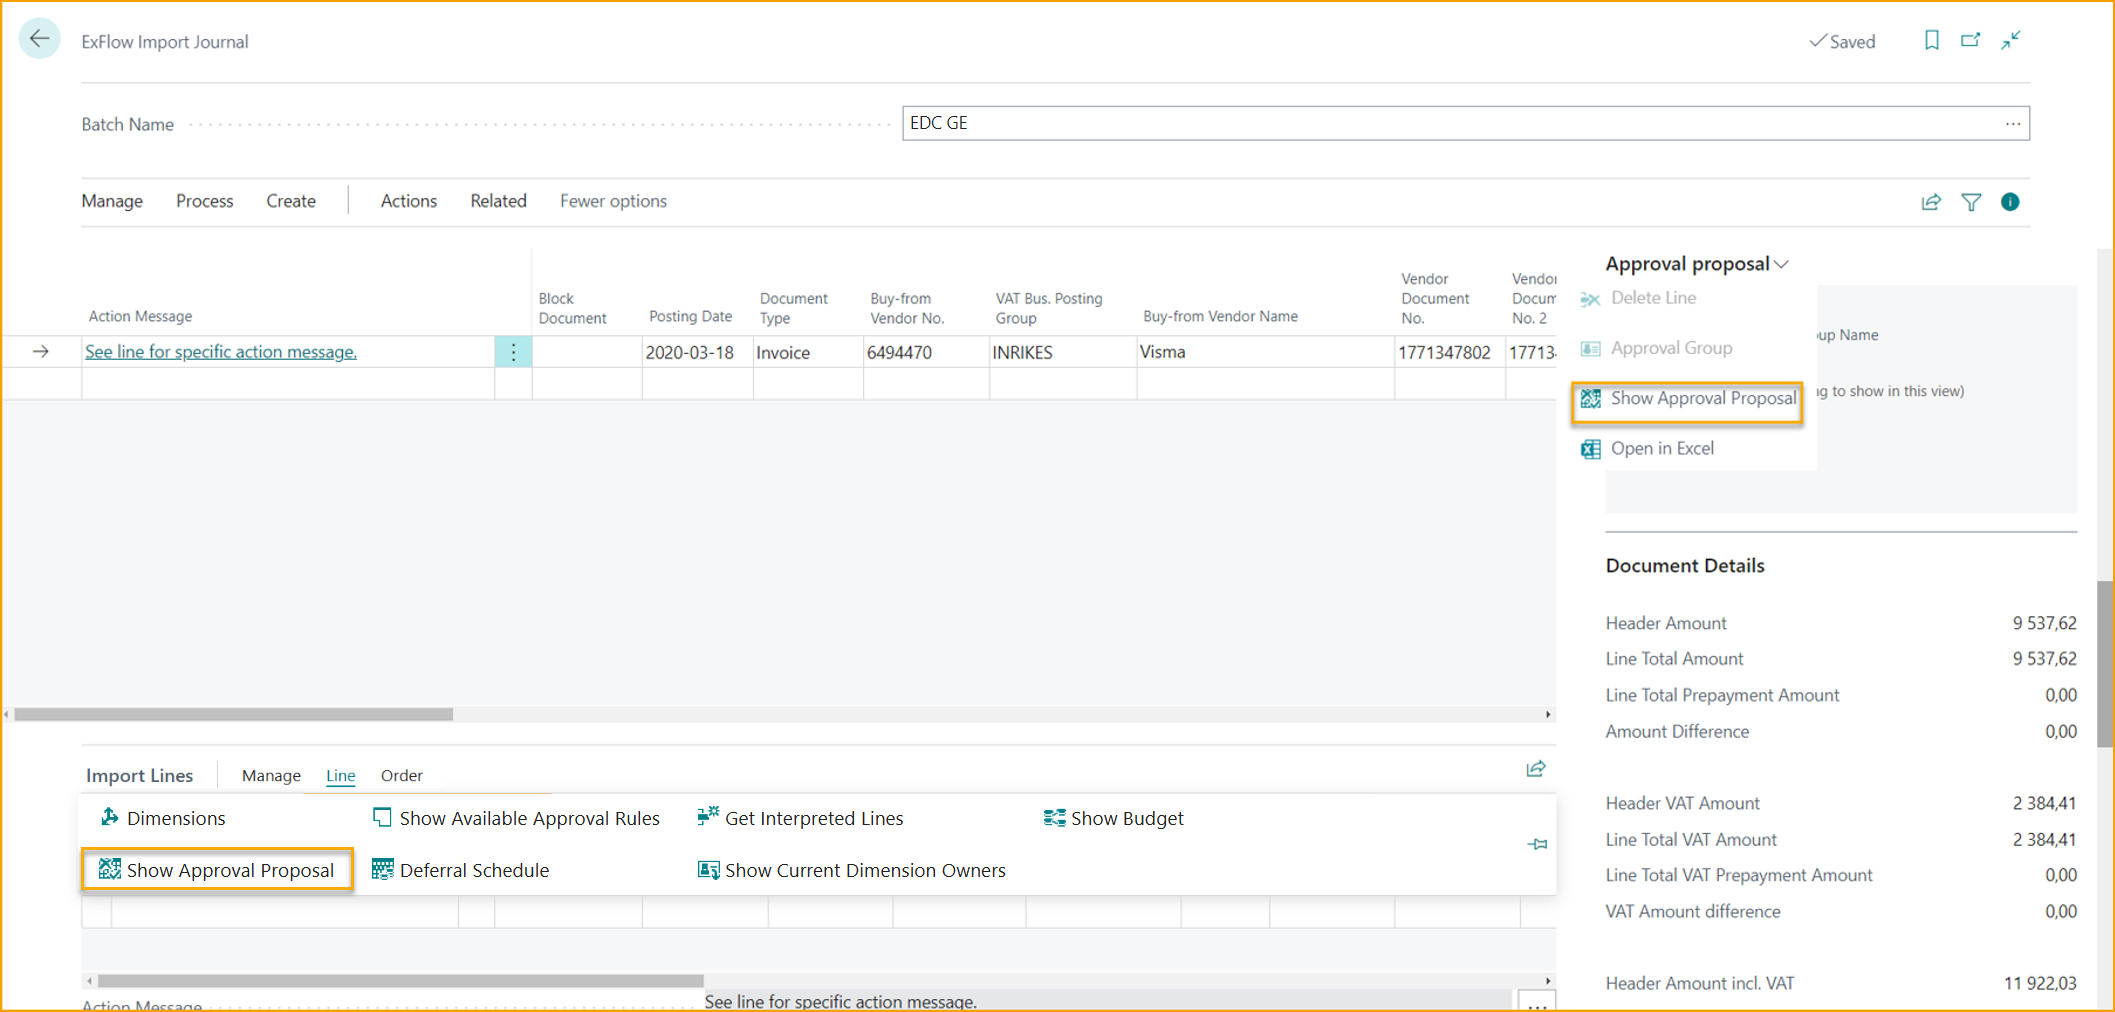 ExFlow Import Journal
Saved
Batch Name
EDC GE
Manage Process Create Actions Related Fewer options
Action Message
Block Document
Posting Date
Document Type
Buy-from Vendor No.
VAT Bus. Posting Group
Buy-from Vendor Name
Vendor Document No.
Vendor No. 2
See line for specific action message.
2020-03-18
Invoice
6494470
INRIKES
Visma
1771347802
Approval proposal
Delete Line
Approval Group
Name
Show Approval Proposal
to show in this view)
Open in Excel
Document Details
Header Amount 9 537,62
Line Total Amount 9 537,62
Line Total Prepayment Amount 0,00
Amount Difference 0,00
Header VAT Amount 2 384,41
Line Total VAT Amount 2 384,41
Line Total VAT Prepayment Amount 0,00
VAT Amount difference 0,00
Header Amount incl. VAT 11 922,03
Import Lines Manage Line Order
Dimensions
Show Available Approval Rules
Get Interpreted Lines
Show Budget
Show Approval Proposal
Deferral Schedule
Show Current Dimension Owners
Action Message
See line for specific action message.